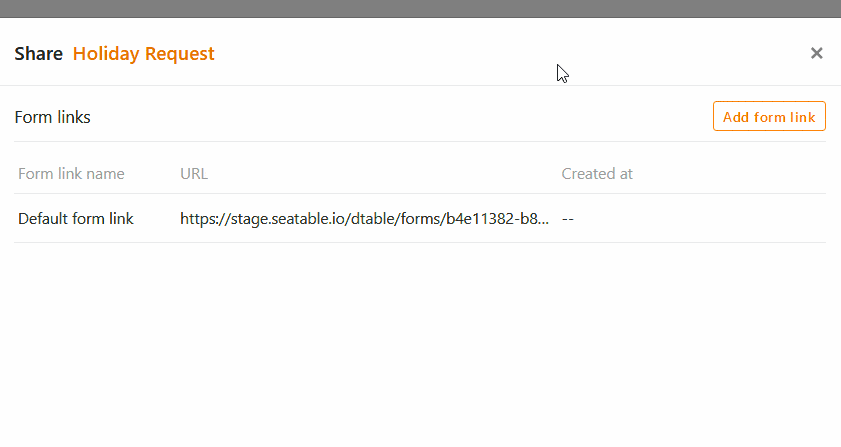 Share Holiday Request ×
Form links Add form link
Form link name URL Created at
Default form link https://stage.seatable.io/dtable/forms/b4e11382-b8... --